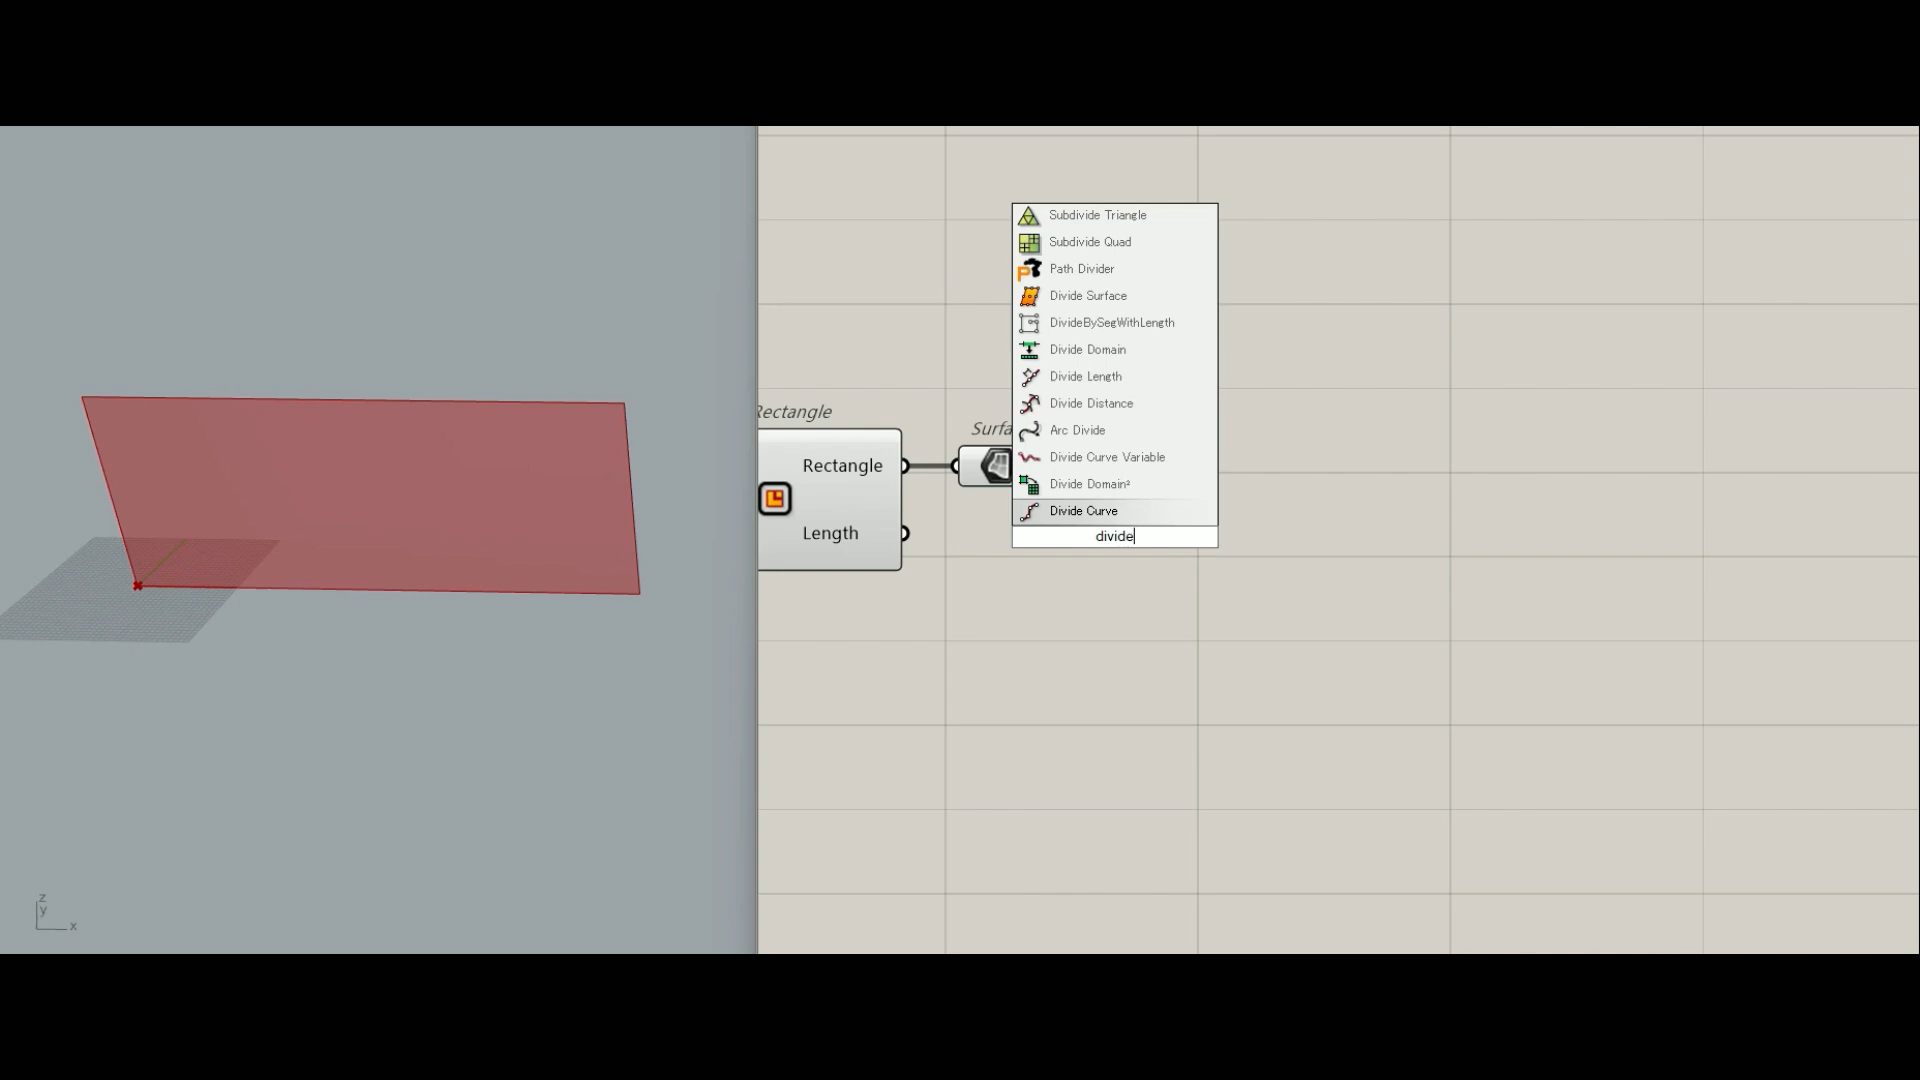 Subdivide Triangle
Subdivide Quad
Path Divider
Divide Surface
DivideBySegWithLength
Divide Domain
Divide Length
Divide Distance
Arc Divide
Divide Curve Variable
Divide Domain²
Divide Curve
divide
Rectangle
Surfa
Rectangle
Length
z
y
x